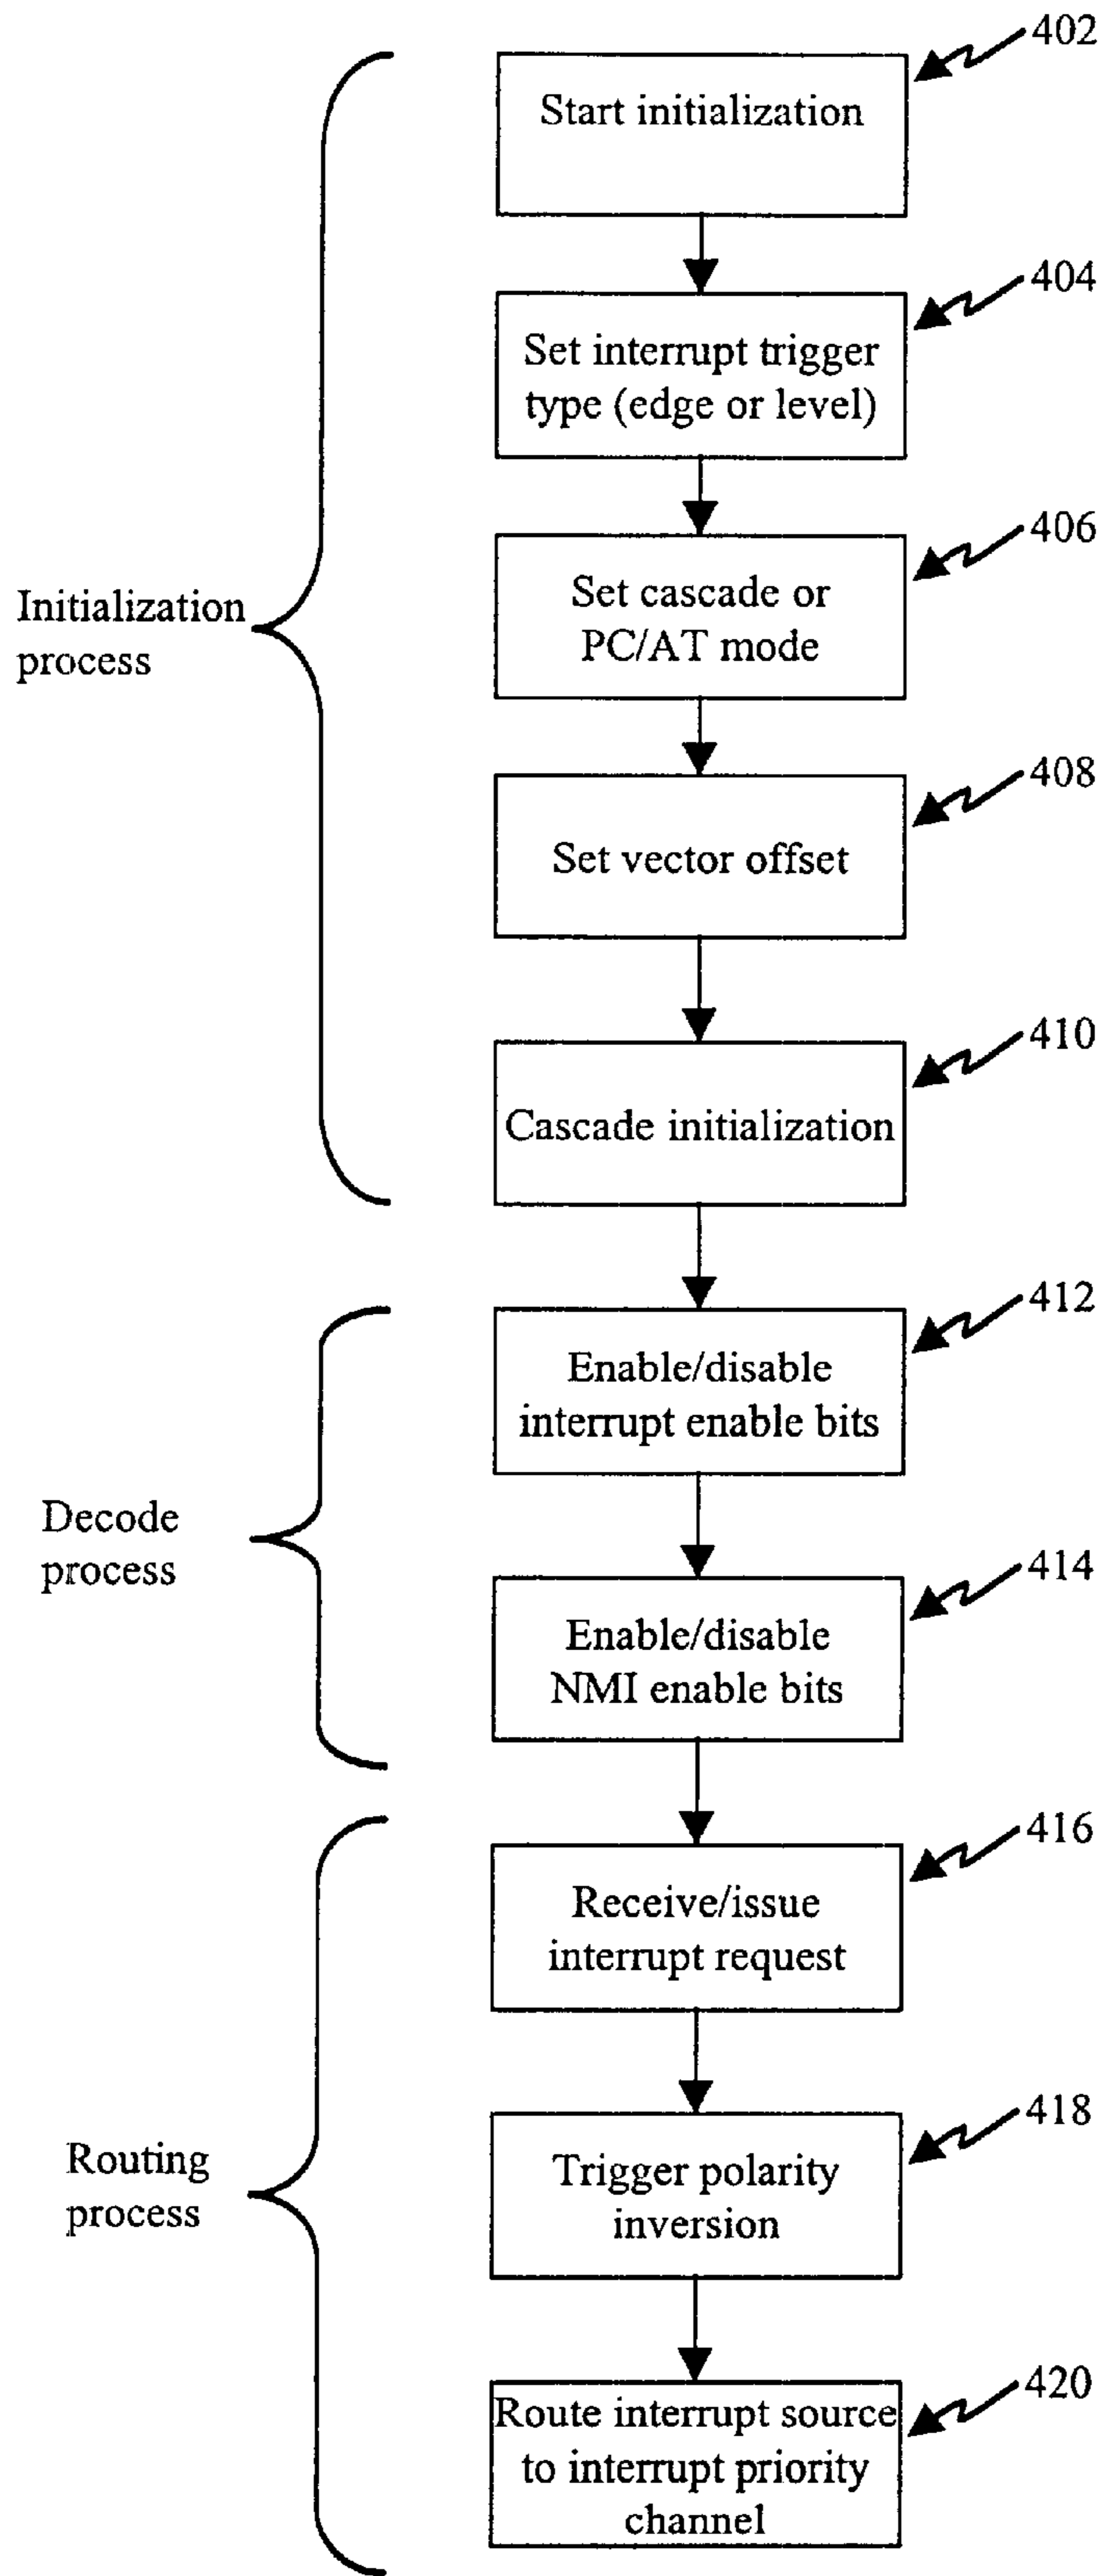 402
Start initialization
404
Set interrupt trigger
type (edge or level)
406
Set cascade or
PC/AT mode
Initialization
process
408
Set vector offset
410
Cascade initialization
412
Enable/disable
interrupt enable bits
Decode
process
414
Enable/disable
NMI enable bits
416
Receive/issue
interrupt request
418
Trigger polarity
inversion
Routing
process
420
Route interrupt source
to interrupt priority
channel